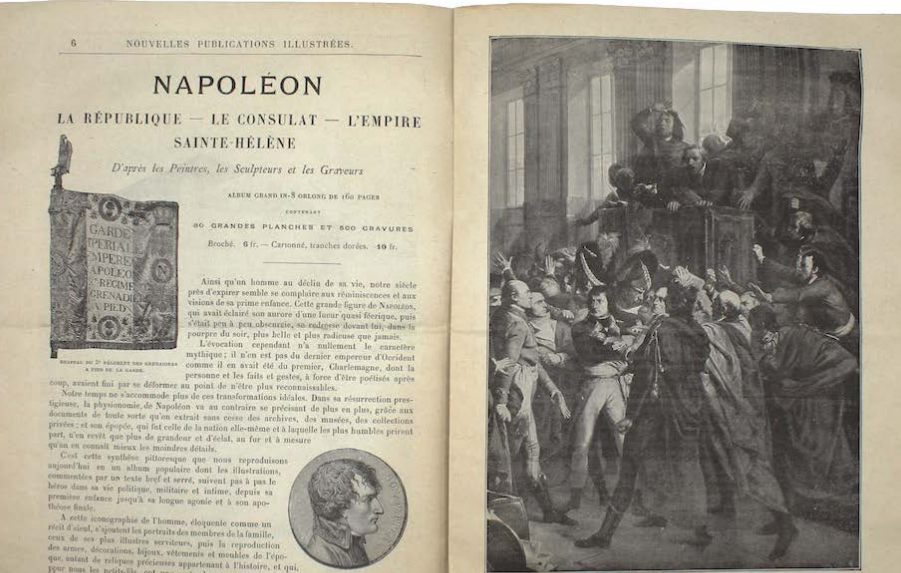 6
NOUVELLES PUBLICATIONS ILLUSTRÉES.
NAPOLÉON
LA RÉPUBLIQUE — LE CONSULAT — L'EMPIRE
SAINTE-HÉLÈNE
D'après les Peintres, les Sculpteurs et les Graveurs
ALBUM GRAND IN-8 OBLONG DE 160 PAGES
CONTENANT
80 GRANDES PLANCHES ET 500 GRAVURES
Broché. 6 fr. — Cartonné, tranches dorées. 10 fr.
GARDE
IMPÉRIALE
EMPERE
NAPOLEO
RÉGIME
GRENADIE
A PIED
DRAPEAU DU RÉGIMENT DES GRENADIERS
A PIED DE LA GARDE.
Ainsi qu'un homme au déclin de sa vie, notre siècle
près d'expirer semble se complaire aux réminiscences et aux
visions de sa prime enfance. Cette grande figure de NAPOLÉON,
qui avait éclairé son aurore d'une lueur quasi féerique, puis
s'était peu à peu obscurcie, se redresse devant lui, dans la
pourpre du soir, plus belle et plus radieuse que jamais.
L'évocation cependant n'a nullement le caractère
mythique; il n'en est pas du dernier empereur d'Occident
comme il en avait été du premier, Charlemagne, dont la
personne et les faits et gestes, à force d'être poétisés après
coup, avaient fini par se déformer au point de n'être plus reconnaissables.
Notre temps ne s'accommode plus de ces transformations idéales. Dans sa résurrection pres-
tigieuse, la physionomie de Napoléon va au contraire se précisant de plus en plus, grâce aux
documents de toute sorte qu'on extrait sans cesse des archives, des musées, des collections
privées; et son épopée, qui fut celle de la nation elle-même et à laquelle les plus humbles prirent
part, n'en revêt que plus de grandeur et d'éclat, au fur et à mesure
qu'on en connaît mieux les moindres détails.
C'est cette synthèse pittoresque que nous reproduisons
aujourd'hui en un album populaire dont les illustrations,
commentées par un texte bref et serré, suivent pas à pas le
héros dans sa vie politique, militaire et intime, depuis sa
première enfance jusqu'à sa longue agonie et à son apo-
théose finale.
A cette iconographie de l'homme, éloquente comme un
récit d'aïeul, s'ajoutent les portraits des membres de la famille,
ceux de ses plus illustres serviteurs, puis la reproduction
des armes, décorations, bijoux, vêtements et meubles de l'épo-
que, autant de reliques précieuses appartenant à l'histoire, et qui,
pour nous les petits-fils, ont